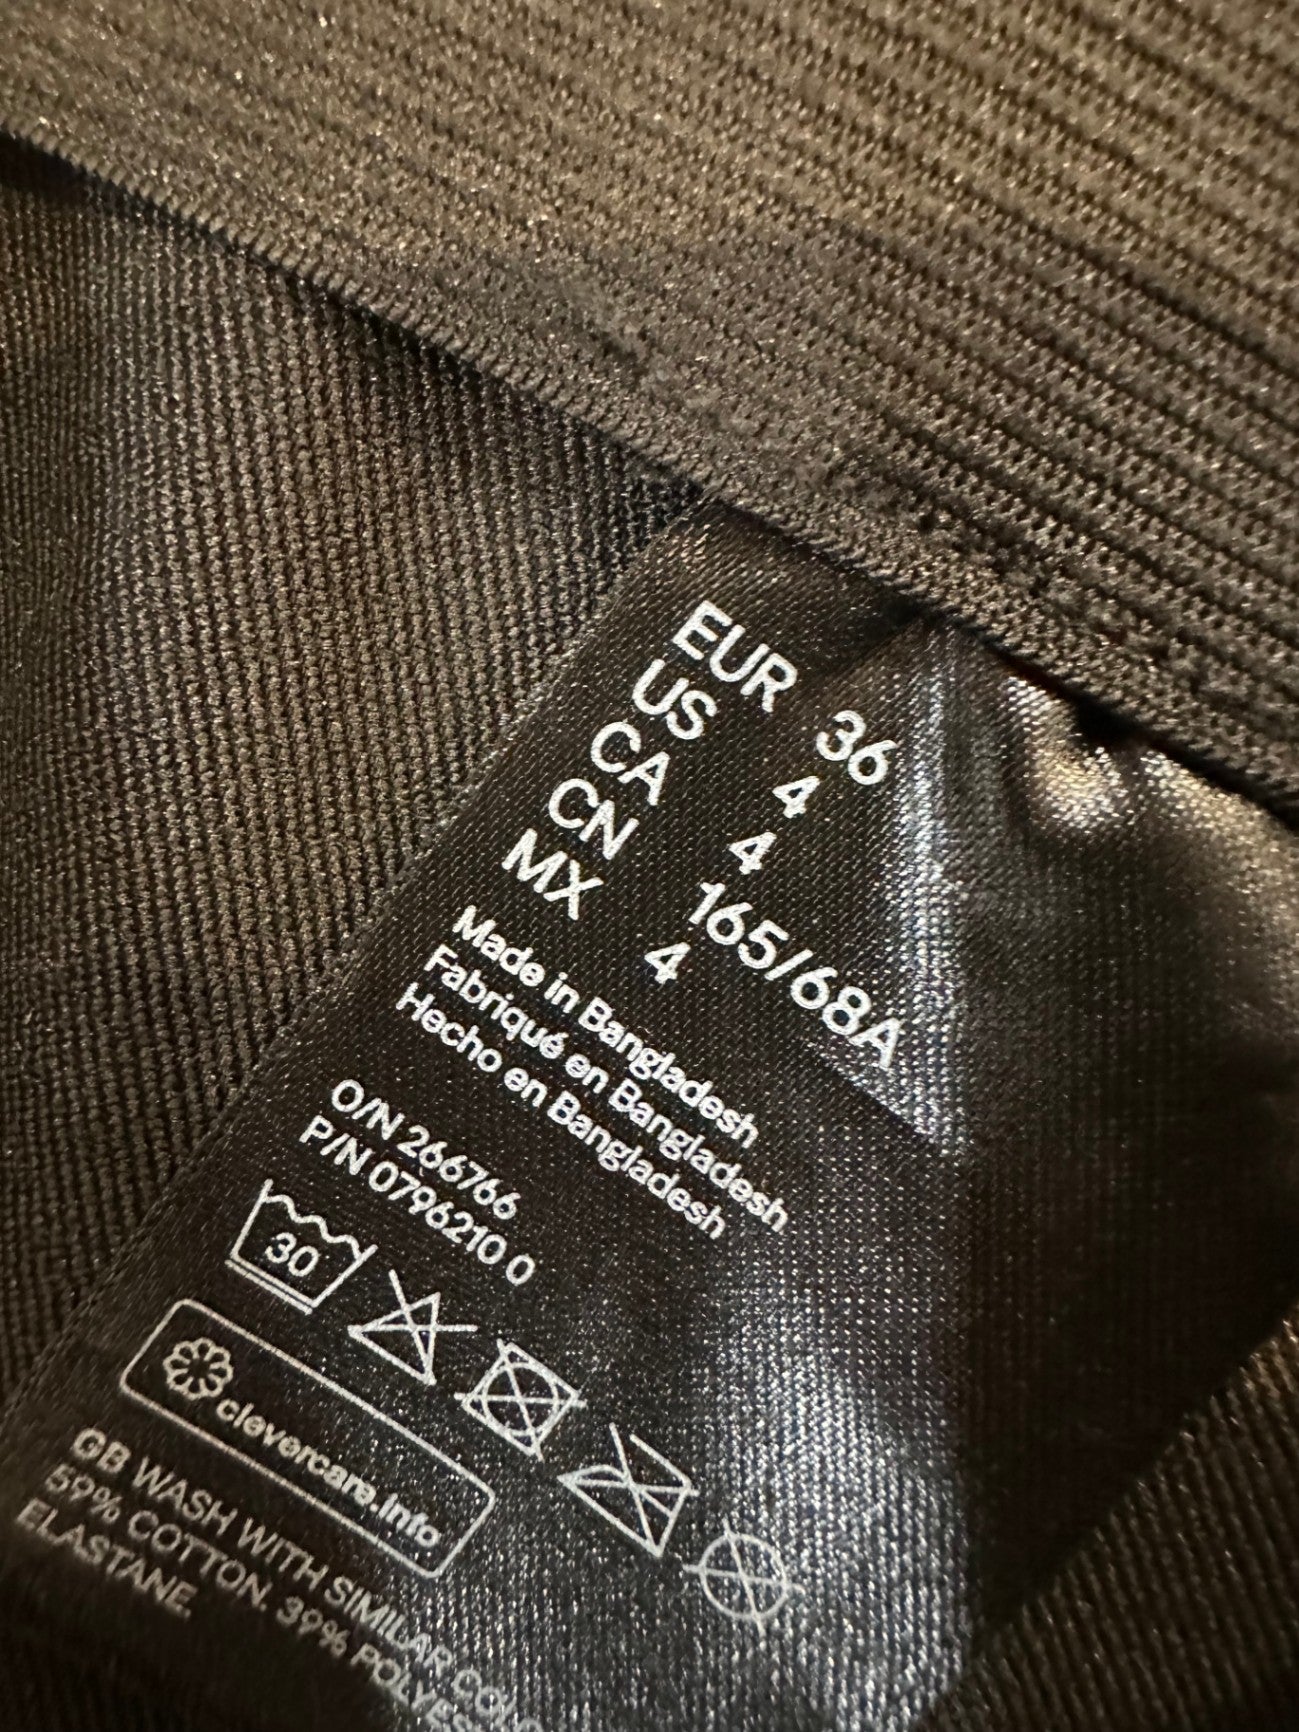 EUR 36
US 4
CA 4
CN 165/68A
MX 4
Made in Bangladesh
Fabriqué en Bangladesh
Hecho en Bangladesh
O/N 266766
P/N 0796210 0
30
clevercare.info
GB WASH WITH SIMILAR
59% COTTON. 39%
ELASTANE.